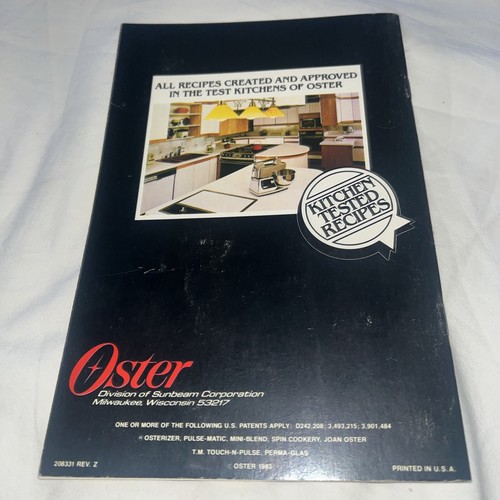 ALL RECIPES CREATED AND APPROVED
IN THE TEST KITCHENS OF OSTER
KITCHEN
TESTED
RECIPES
Oster
Division of Sunbeam Corporation
Milwaukee, Wisconsin 53217
ONE OR MORE OF THE FOLLOWING U.S. PATENTS APPLY: D242,208; 3,493,215; 3,901,484
® OSTERIZER, PULSE-MATIC, MINI-BLEND, SPIN COOKERY, JOAN OSTER
T.M. TOUCH-N-PULSE, PERMA-GLAS
208331 REV. Z
© OSTER 1983
PRINTED IN U.S.A.